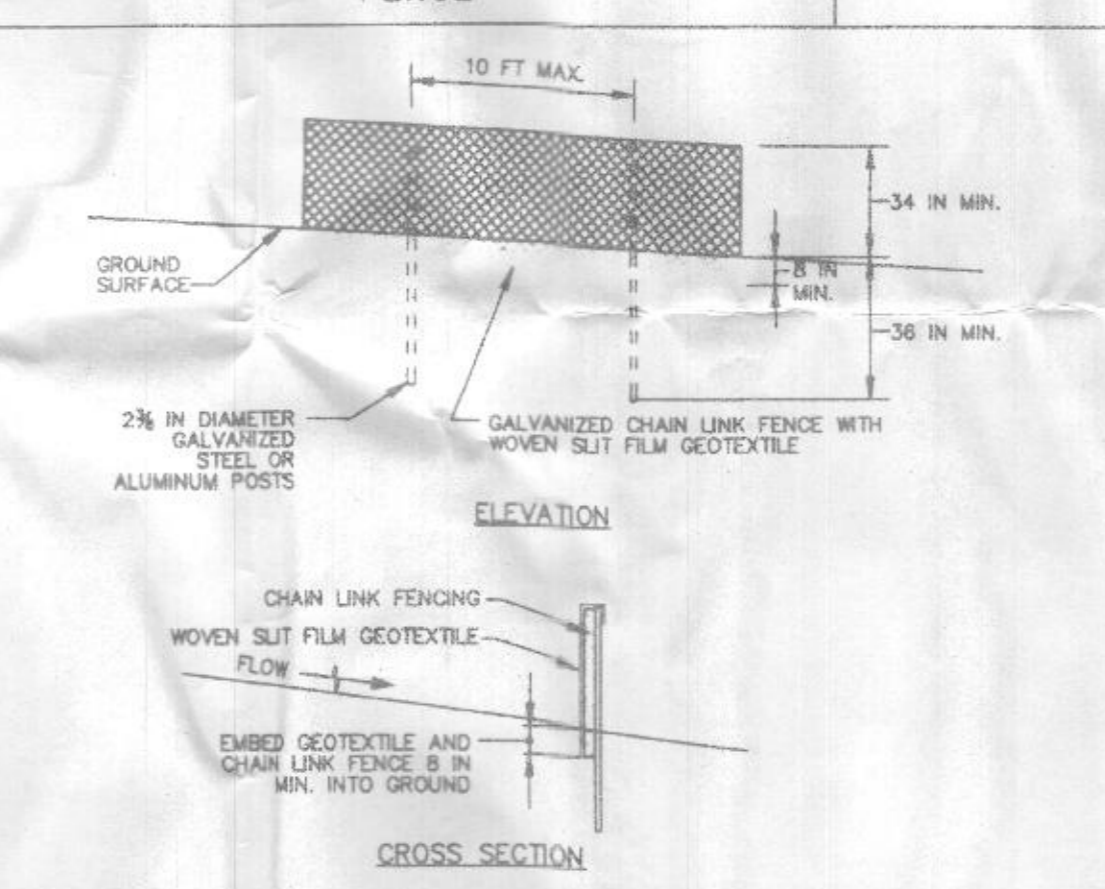 10 FT MAX.
34 IN MIN.
GROUND
SURFACE
8 IN
MIN.
36 IN MIN.
2⅜ IN DIAMETER
GALVANIZED
STEEL OR
ALUMINUM POSTS
GALVANIZED CHAIN LINK FENCE WITH
WOVEN SLIT FILM GEOTEXTILE
ELEVATION
CHAIN LINK FENCING
WOVEN SLIT FILM GEOTEXTILE
FLOW
EMBED GEOTEXTILE AND
CHAIN LINK FENCE 8 IN
MIN. INTO GROUND
CROSS SECTION